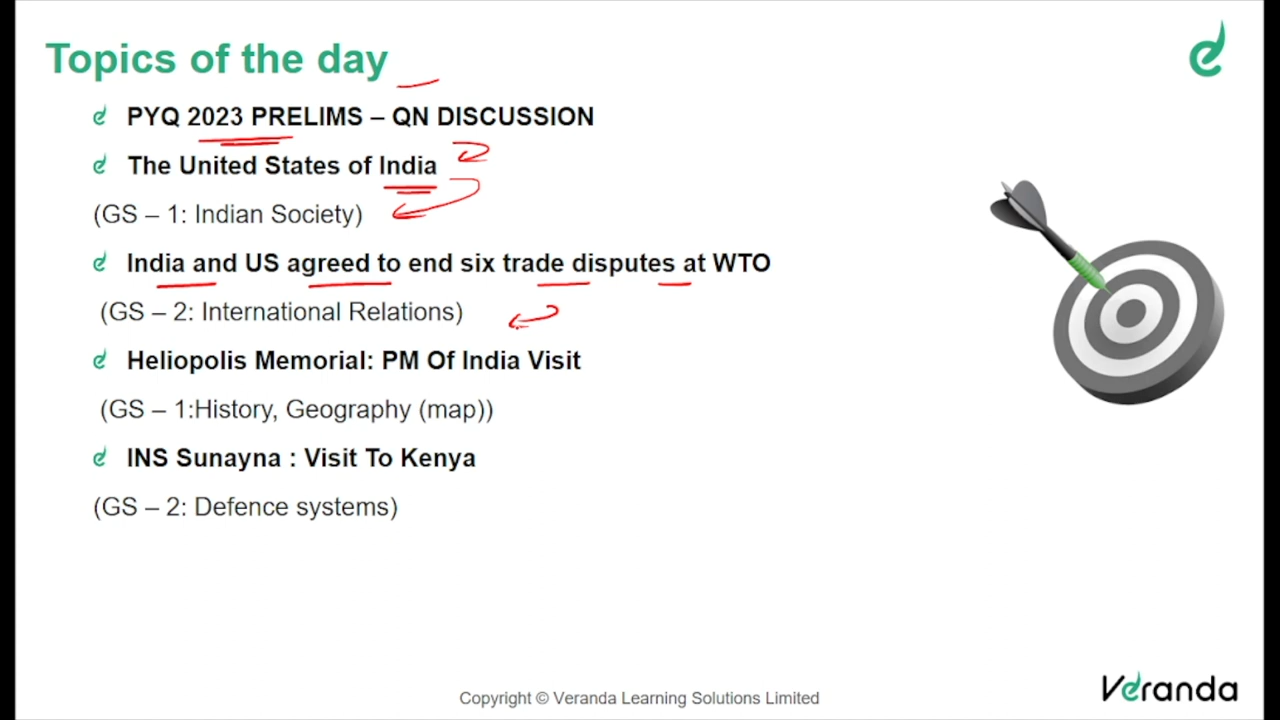 Topics of the day
PYQ 2023 PRELIMS – QN DISCUSSION
The United States of India
(GS – 1: Indian Society)
India and US agreed to end six trade disputes at WTO
(GS – 2: International Relations)
Heliopolis Memorial: PM Of India Visit
(GS – 1:History, Geography (map))
INS Sunayna : Visit To Kenya
(GS – 2: Defence systems)
Copyright © Veranda Learning Solutions Limited
Veranda